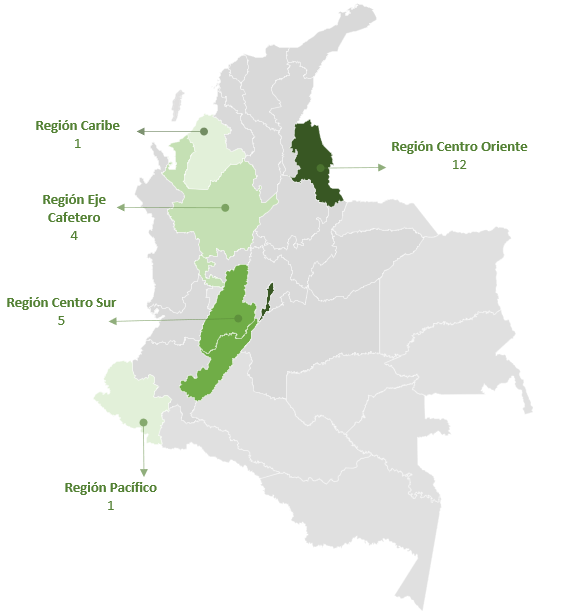 Región Caribe
1
Región Centro Oriente
12
Región Eje
Cafetero
4
Región Centro Sur
5
Región Pacífico
1